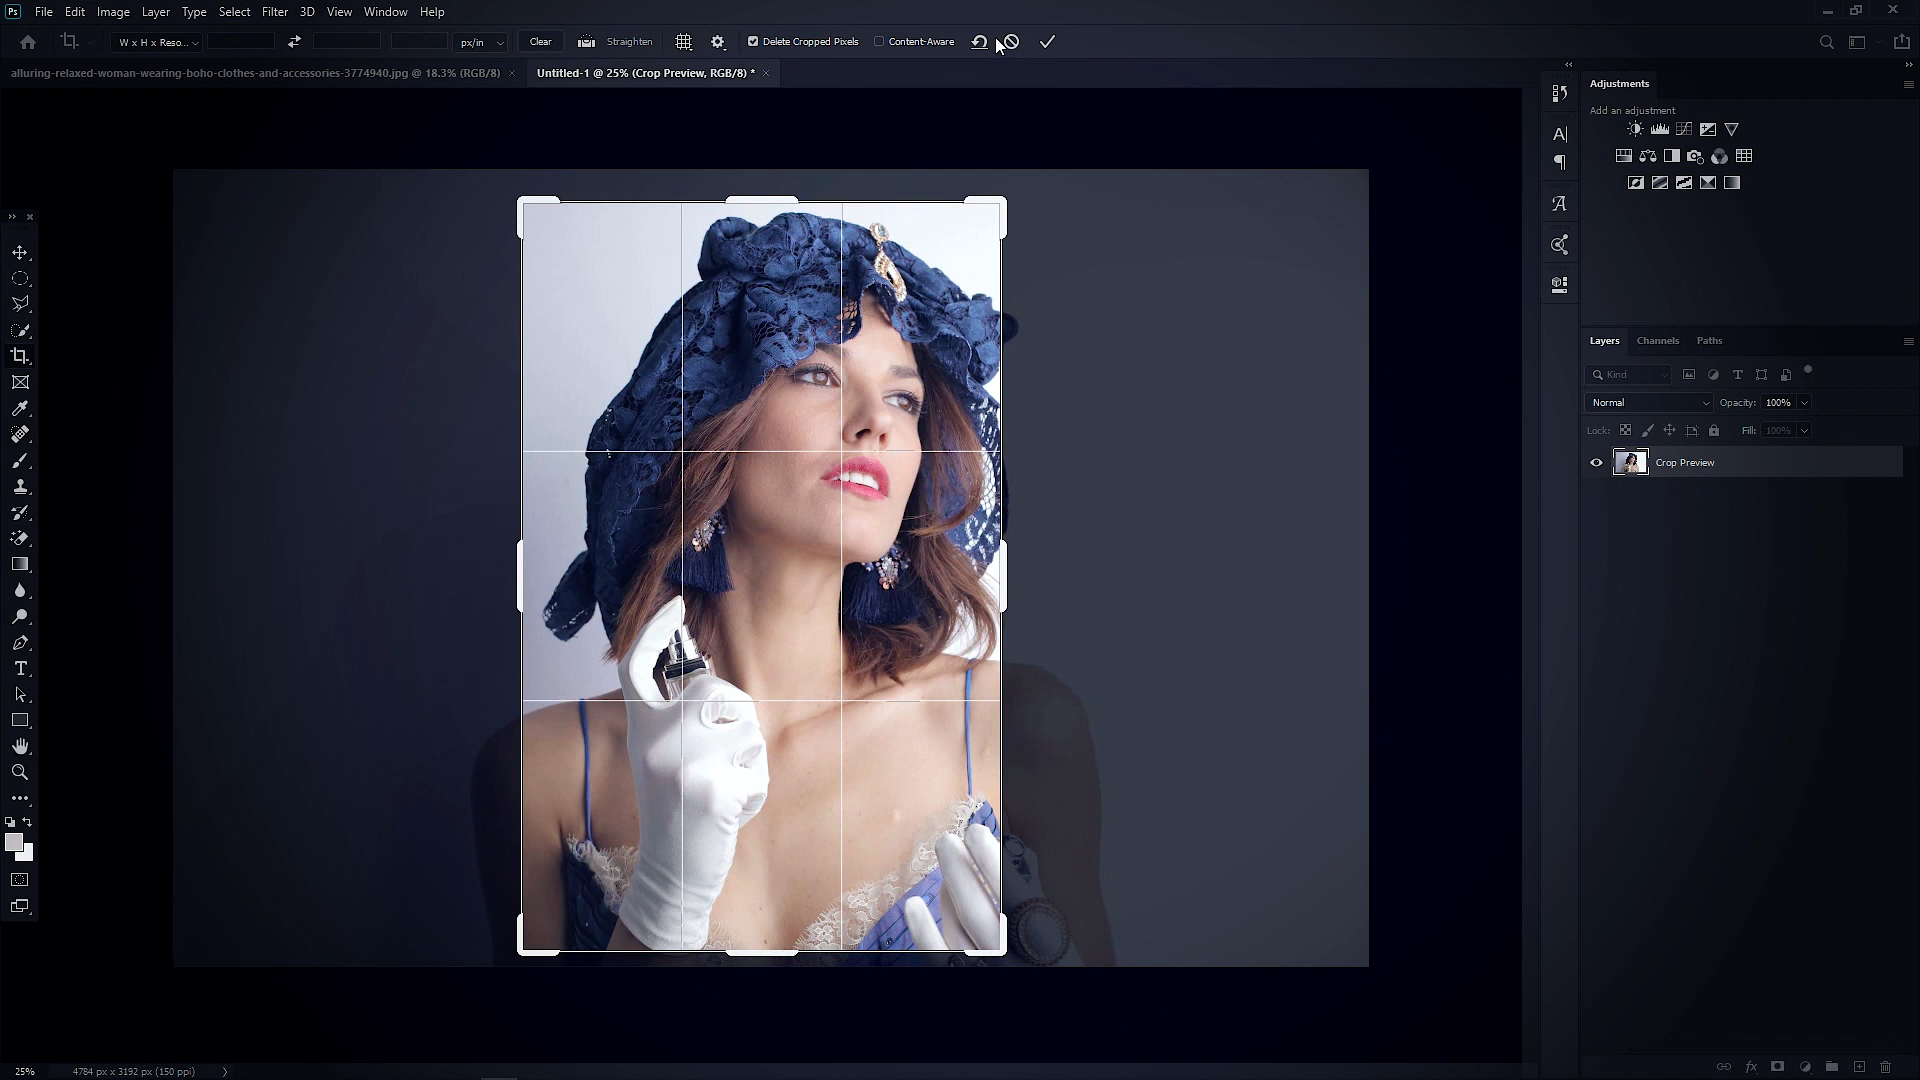 Ps File Edit Image Layer Type Select Filter 3D View Window Help
W x H x Reso... px/in Clear Straighten Delete Cropped Pixels Content-Aware
alluring-relaxed-woman-wearing-boho-clothes-and-accessories-3774940.jpg @ 18.3% (RGB/8) × Untitled-1 @ 25% (Crop Preview, RGB/8) * ×
Adjustments
Add an adjustment
Layers Channels Paths
Kind
Normal Opacity: 100%
Lock: Fill: 100%
Crop Preview
25% 4784 px x 3192 px (150 ppi)